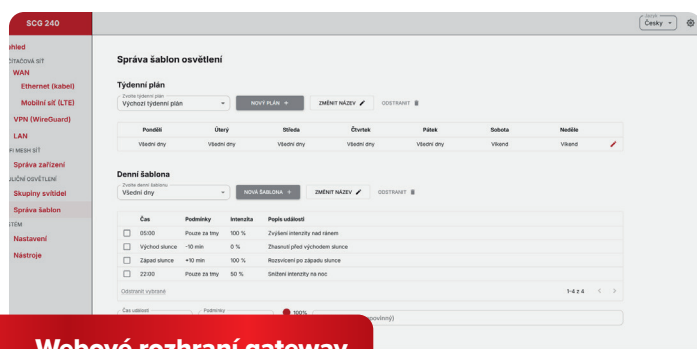 SCG 240
Jazyk
Česky
Správa šablon osvětlení
WAN
Ethernet (kabel)
Mobilní síť (LTE)
VPN (WireGuard)
LAN
Správa zařízení
Skupiny svítidel
Správa šablon
Nastavení
Nástroje
Týdenní plán
Zvolte týdenní plán
Výchozí týdenní plán
NOVÝ PLÁN +
ZMĚNIT NÁZEV
ODSTRANIT
Pondělí Úterý Středa Čtvrtek Pátek Sobota Neděle
Všední dny Všední dny Všední dny Všední dny Všední dny Víkend Víkend
Denní šablona
Zvolte denní šablonu
Všední dny
NOVÁ ŠABLONA +
ZMĚNIT NÁZEV
ODSTRANIT
Čas Podmínky Intenzita Popis události
05:00 Pouze za tmy 100 % Zvýšení intenzity nad ránem
Východ slunce -10 min 0 % Zhasnutí před východem slunce
Západ slunce +10 min 100 % Rozsvícení po západu slunce
22:00 Pouze za tmy 50 % Snížení intenzity na noc
Odstranit vybrané
1-4 z 4
Čas události
Podmínky
100%
Webové rozhraní gateway